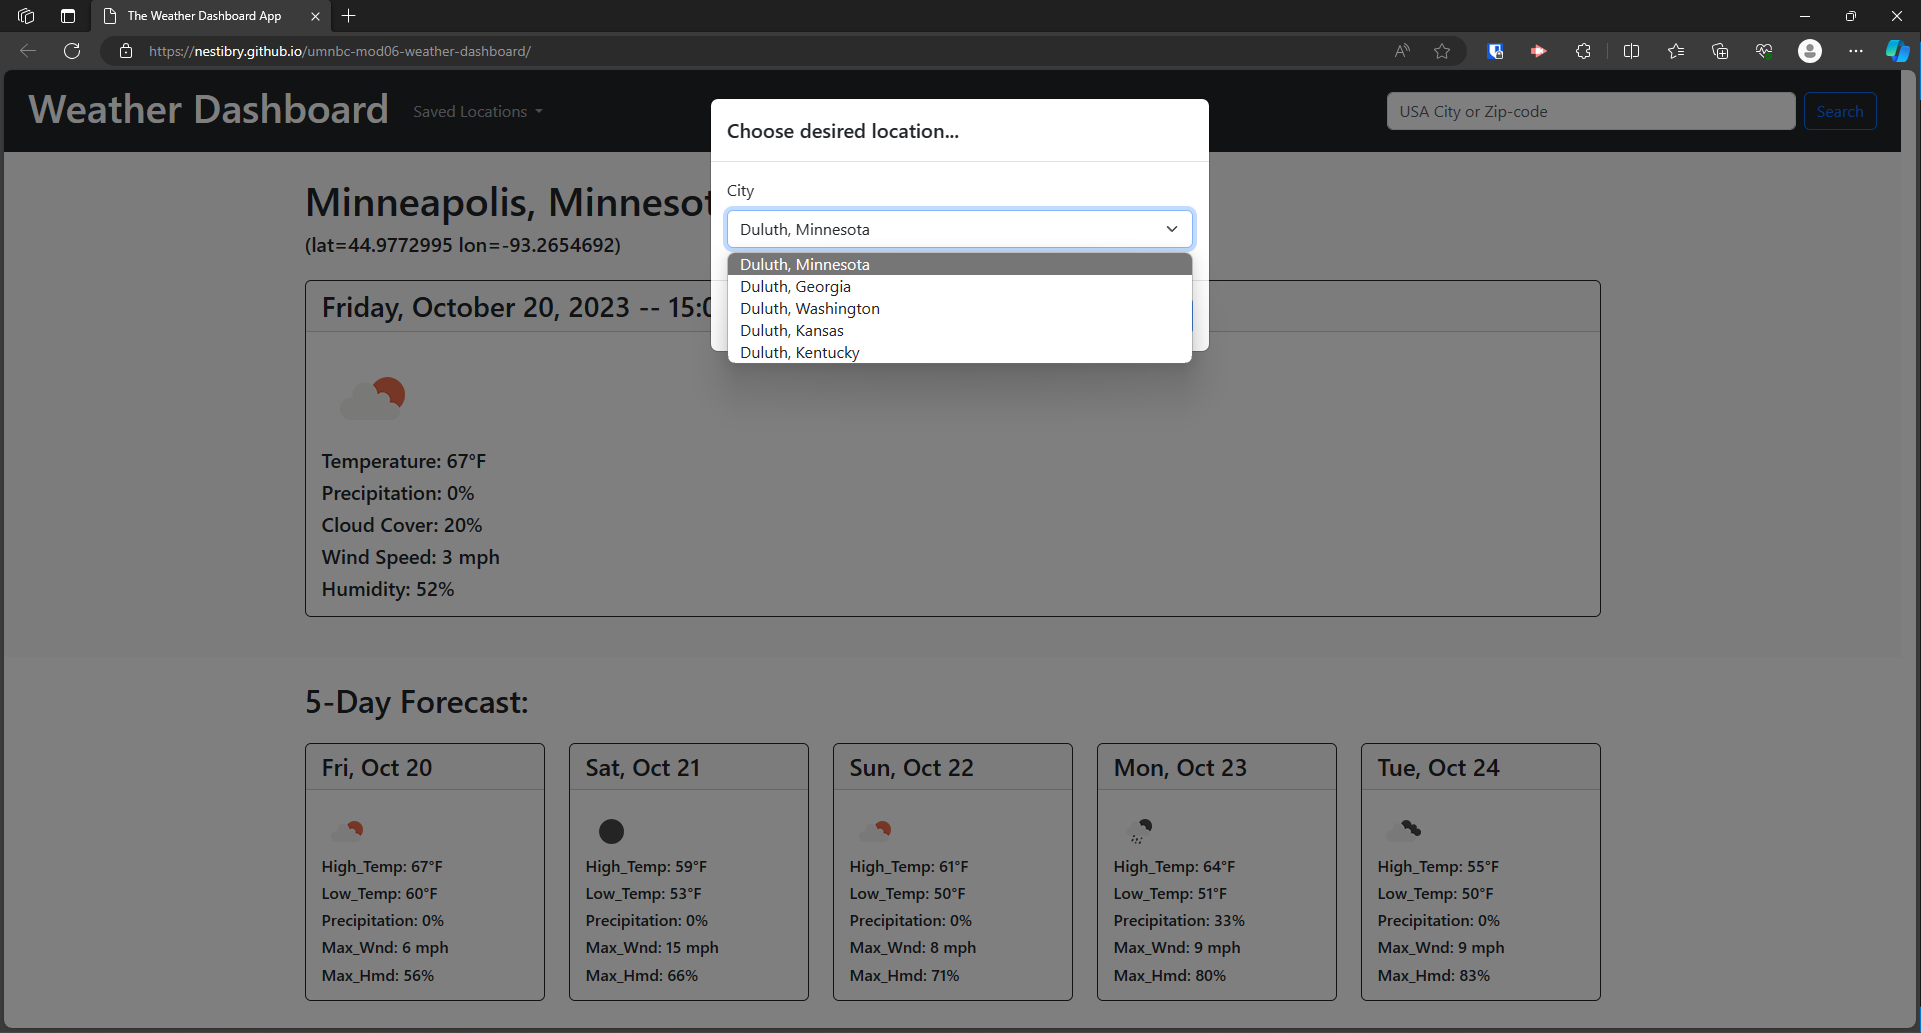 The Weather Dashboard App
https://nestibry.github.io/umnbc-mod06-weather-dashboard/
Weather Dashboard
Saved Locations
USA City or Zip-code
Search
Choose desired location...
City
Duluth, Minnesota
Duluth, Minnesota
Duluth, Georgia
Duluth, Washington
Duluth, Kansas
Duluth, Kentucky
Minneapolis, Minnesot
(lat=44.9772995 lon=-93.2654692)
Friday, October 20, 2023 -- 15:0
Temperature: 67°F
Precipitation: 0%
Cloud Cover: 20%
Wind Speed: 3 mph
Humidity: 52%
5-Day Forecast:
Fri, Oct 20
High_Temp: 67°F
Low_Temp: 60°F
Precipitation: 0%
Max_Wnd: 6 mph
Max_Hmd: 56%
Sat, Oct 21
High_Temp: 59°F
Low_Temp: 53°F
Precipitation: 0%
Max_Wnd: 15 mph
Max_Hmd: 66%
Sun, Oct 22
High_Temp: 61°F
Low_Temp: 50°F
Precipitation: 0%
Max_Wnd: 8 mph
Max_Hmd: 71%
Mon, Oct 23
High_Temp: 64°F
Low_Temp: 51°F
Precipitation: 33%
Max_Wnd: 9 mph
Max_Hmd: 80%
Tue, Oct 24
High_Temp: 55°F
Low_Temp: 50°F
Precipitation: 0%
Max_Wnd: 9 mph
Max_Hmd: 83%